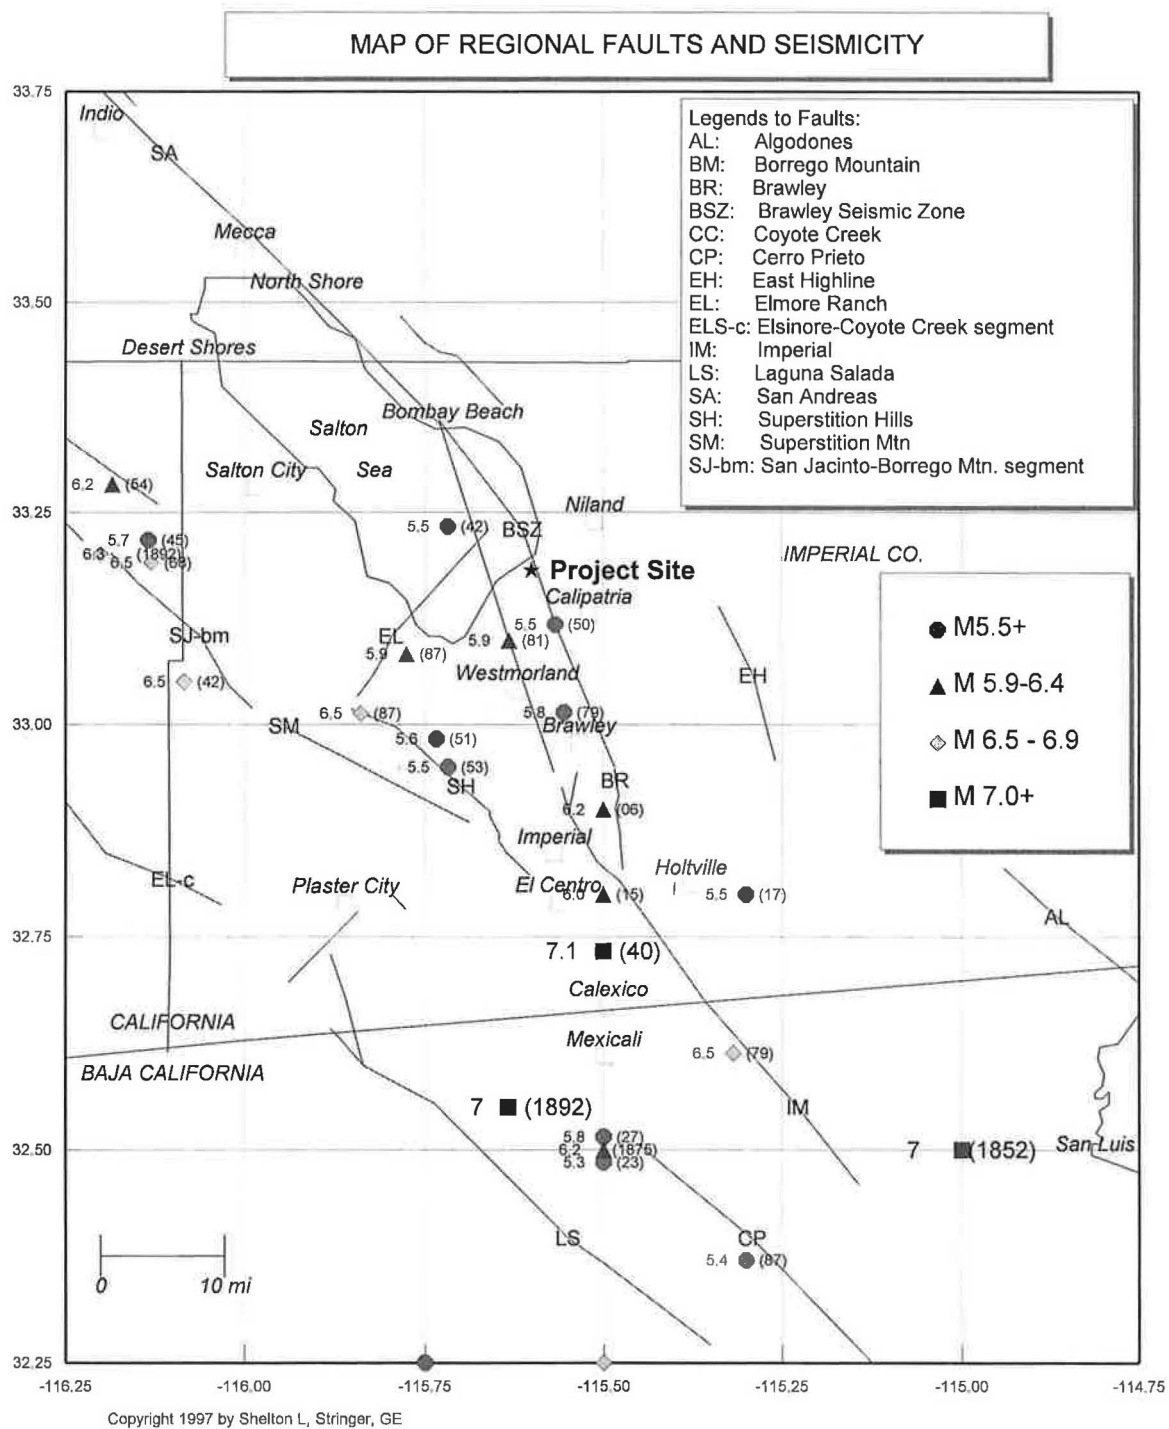 MAP OF REGIONAL FAULTS AND SEISMICITY
33.75
Indio
SA
Legends to Faults:
AL: Algodones
BM: Borrego Mountain
BR: Brawley
BSZ: Brawley Seismic Zone
CC: Coyote Creek
CP: Cerro Prieto
EH: East Highline
EL: Elmore Ranch
ELS-c: Elsinore-Coyote Creek segment
IM: Imperial
LS: Laguna Salada
SA: San Andreas
SH: Superstition Hills
SM: Superstition Mtn
SJ-bm: San Jacinto-Borrego Mtn. segment
Mecca
North Shore
33.50
Desert Shores
Bombay Beach
Salton
Sea
Salton City
6.2 (54)
Niland
33.25
5.5 (42)
BSZ
5.7 (45)
6.3 (1892)
6.5 (68)
IMPERIAL CO.
Project Site
Calipatria
5.5 (50)
SJ-bm
EL
5.9 (81)
5.9 (87)
Westmorland
EH
6.5 (42)
M5.5+
M 5.9-6.4
M 6.5 - 6.9
M 7.0+
6.5 (87)
5.8 (79)
33.00
SM
Brawley
5.6 (51)
5.5 (53)
SH
BR
6.2 (06)
Imperial
Holtville
EL-c
Plaster City
El Centro
6.0 (15)
5.5 (17)
AL
32.75
7.1 (40)
Calexico
CALIFORNIA
Mexicali
6.5 (79)
BAJA CALIFORNIA
7 (1892)
IM
5.8 (27)
32.50
6.2 (1875)
5.3 (23)
7 (1852)
San Luis
LS
CP
5.4 (87)
0 10 mi
32.25
-116.25 -116.00 -115.75 -115.50 -115.25 -115.00 -114.75
Copyright 1997 by Shelton L, Stringer, GE